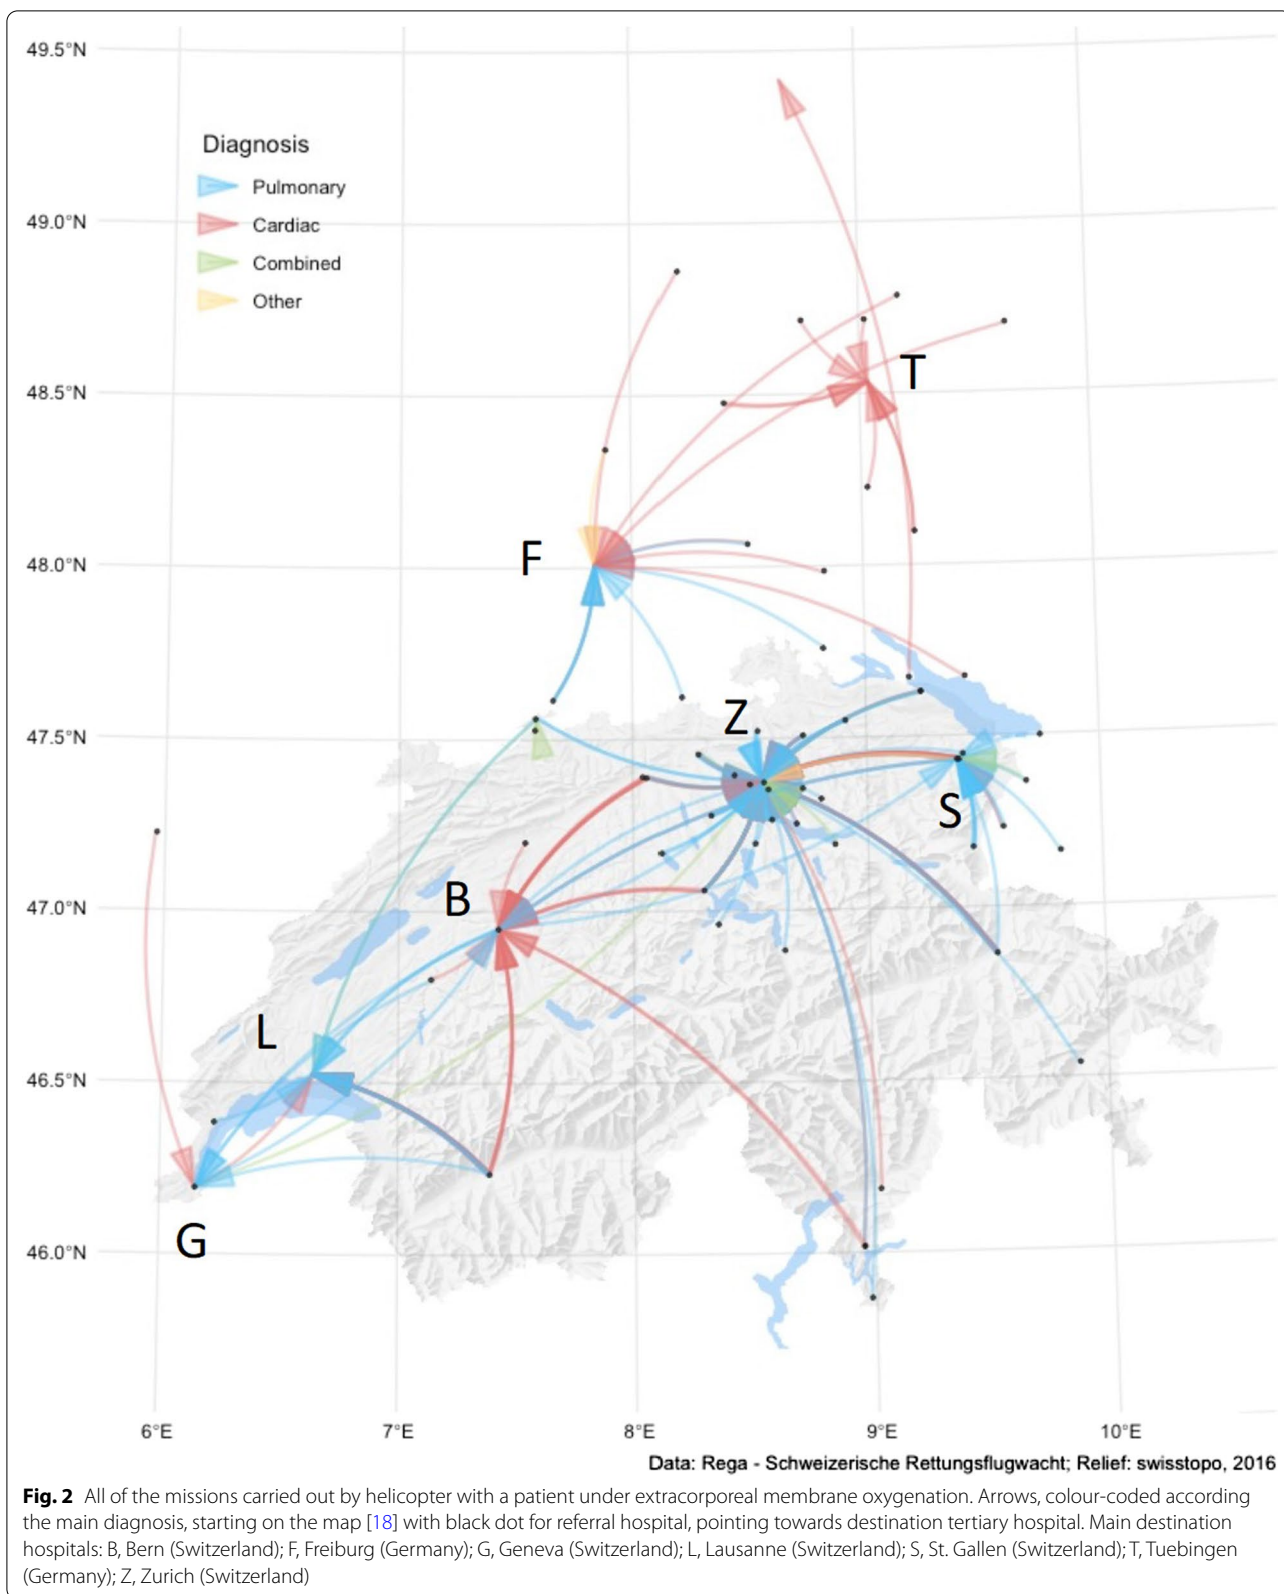 49.5°N
49.0°N
48.5°N
48.0°N
47.5°N
47.0°N
46.5°N
46.0°N
Diagnosis
Pulmonary
Cardiac
Combined
Other
T
F
Z
S
B
L
G
6°E 7°E 8°E 9°E 10°E
Data: Rega - Schweizerische Rettungsflugwacht; Relief: swisstopo, 2016
Fig. 2 All of the missions carried out by helicopter with a patient under extracorporeal membrane oxygenation. Arrows, colour-coded according
the main diagnosis, starting on the map [18] with black dot for referral hospital, pointing towards destination tertiary hospital. Main destination
hospitals: B, Bern (Switzerland); F, Freiburg (Germany); G, Geneva (Switzerland); L, Lausanne (Switzerland); S, St. Gallen (Switzerland); T, Tuebingen
(Germany); Z, Zurich (Switzerland)